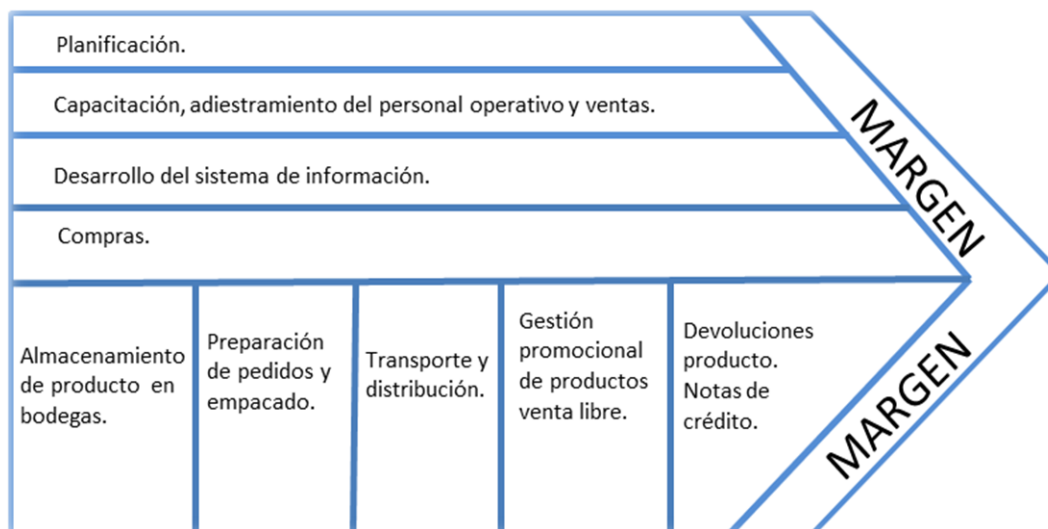 Planificación.
Capacitación, adiestramiento del personal operativo y ventas.
Desarrollo del sistema de información.
Compras.
MARGEN
Almacenamiento
de producto en
bodegas.
Preparación
de pedidos y
empacado.
Transporte y
distribución.
Gestión
promocional
de productos
venta libre.
Devoluciones
producto.
Notas de
crédito.
MARGEN